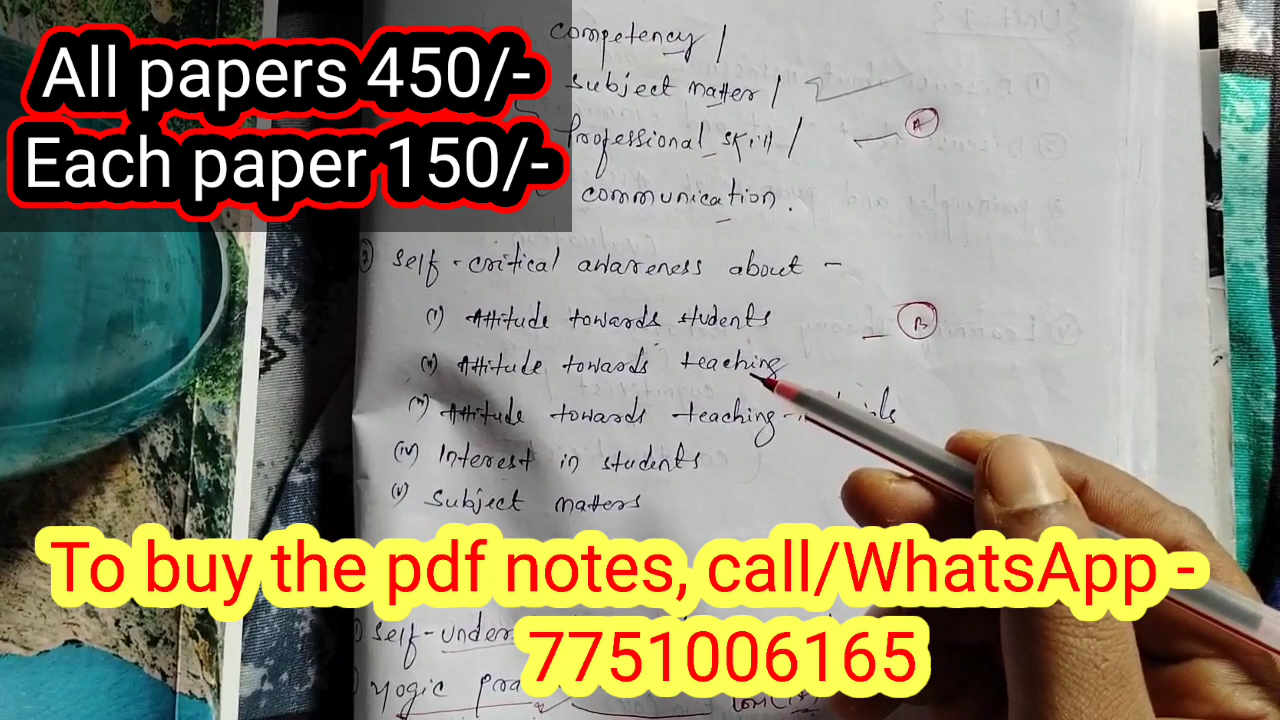 All papers 450/-
Each paper 150/-
competency /
subject matter /
Professional skill /
A
communication.
self-critical awareness about -
(i) Attitude towards students
B
(ii) Attitude towards teaching
Attitude towards teaching-
(iv) Interest in students
(v) subject matters
To buy the pdf notes, call/WhatsApp -
7751006165
self-under
yogic pra